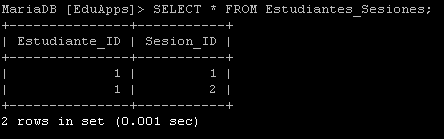 MariaDB [EduApps]> SELECT * FROM Estudiantes_Sesiones;
+---------------+-----------+
| Estudiante_ID | Sesion_ID |
+---------------+-----------+
|             1 |         1 |
|             1 |         2 |
+---------------+-----------+
2 rows in set (0.001 sec)